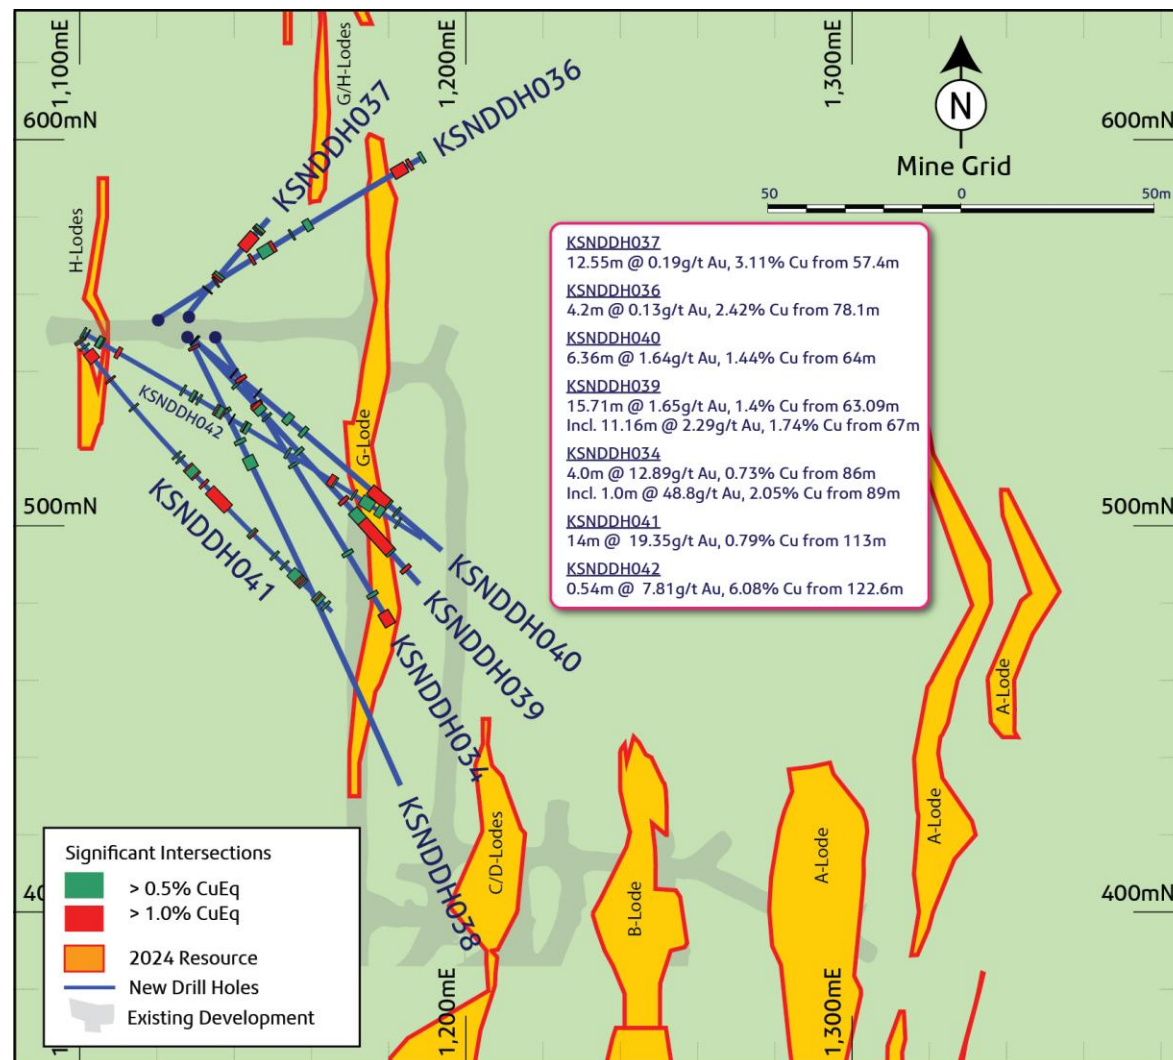 1,100mE
1,200mE
1,300mE
G/H-Lodes
KSNDDH037
KSNDDH036
600mN
600mN
N
Mine Grid
50
0
50m
H-Lodes
KSNDDH037
12.55m @ 0.19g/t Au, 3.11% Cu from 57.4m
KSNDDH036
4.2m @ 0.13g/t Au, 2.42% Cu from 78.1m
KSNDDH040
6.36m @ 1.64g/t Au, 1.44% Cu from 64m
KSNDDH039
15.71m @ 1.65g/t Au, 1.4% Cu from 63.09m
Incl. 11.16m @ 2.29g/t Au, 1.74% Cu from 67m
KSNDDH034
4.0m @ 12.89g/t Au, 0.73% Cu from 86m
Incl. 1.0m @ 48.8g/t Au, 2.05% Cu from 89m
KSNDDH041
14m @ 19.35g/t Au, 0.79% Cu from 113m
KSNDDH042
0.54m @ 7.81g/t Au, 6.08% Cu from 122.6m
KSNDDH042
G-Lode
500mN
500mN
KSNDDH041
KSNDDH040
KSNDDH039
KSNDDH034
KSNDDH038
A-Lode
C/D-Lodes
B-Lode
A-Lode
A-Lode
400mN
Significant Intersections
> 0.5% CuEq
> 1.0% CuEq
2024 Resource
New Drill Holes
Existing Development
1,200mE
1,300mE